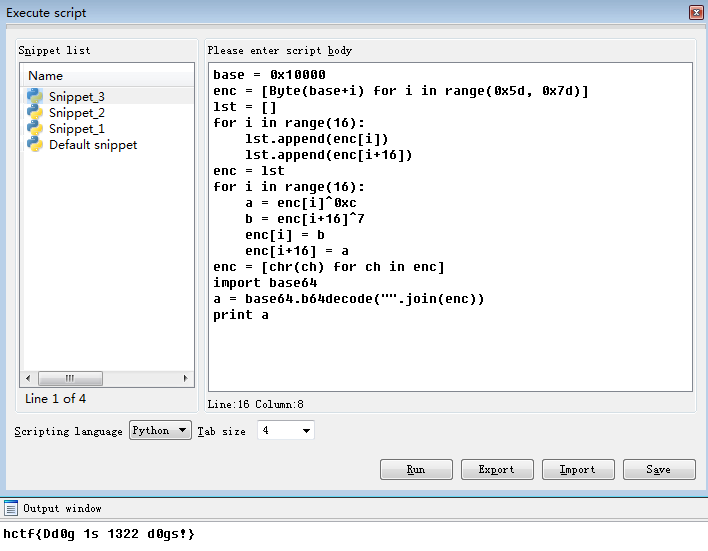 Execute script
Snippet list
Name
Snippet_3
Snippet_2
Snippet_1
Default snippet
Line 1 of 4
Please enter script body
base = 0x10000
enc = [Byte(base+i) for i in range(0x5d, 0x7d)]
lst = []
for i in range(16):
    lst.append(enc[i])
    lst.append(enc[i+16])
enc = lst
for i in range(16):
    a = enc[i]^0xc
    b = enc[i+16]^7
    enc[i] = b
    enc[i+16] = a
enc = [chr(ch) for ch in enc]
import base64
a = base64.b64decode("".join(enc))
print a
Line:16 Column:8
Scripting language Python Tab size 4
Run Export Import Save
Output window
hctf{Dd0g 1s 1322 d0gs!}